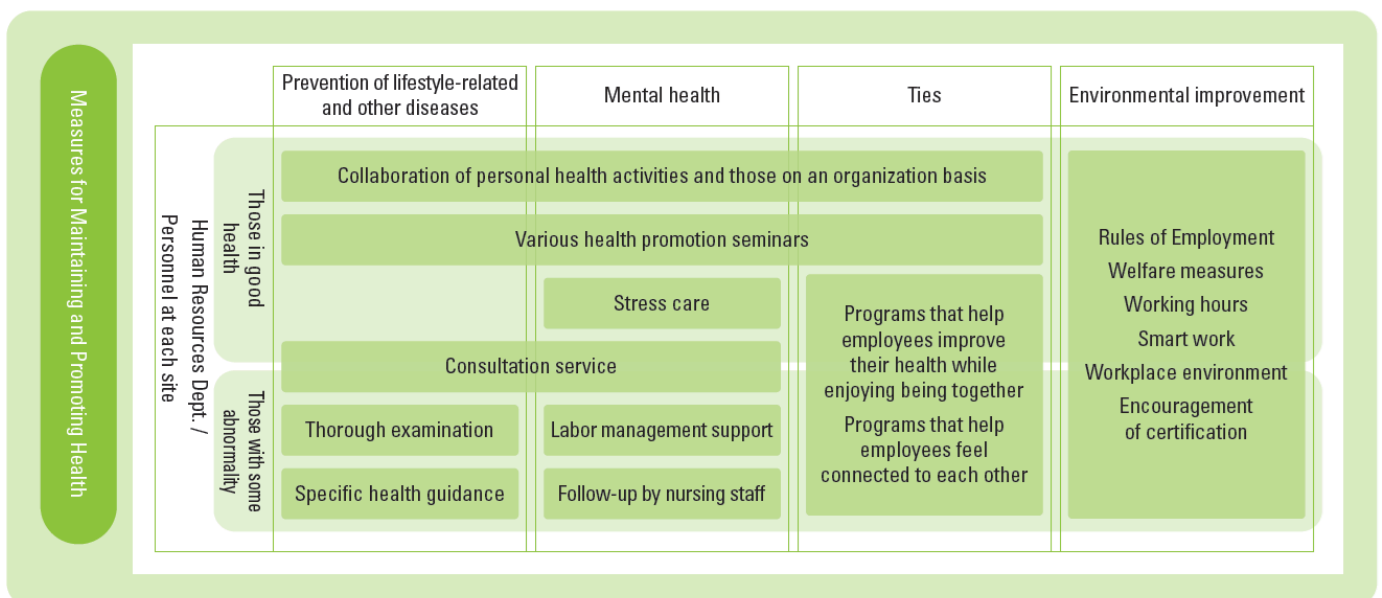 Measures for Maintaining and Promoting Health
Prevention of lifestyle-related
and other diseases
Mental health
Ties
Environmental improvement
Human Resources Dept. /
Personnel at each site
Those in good
health
Collaboration of personal health activities and those on an organization basis
Various health promotion seminars
Stress care
Consultation service
Those with some
abnormality
Thorough examination
Labor management support
Specific health guidance
Follow-up by nursing staff
Programs that help
employees improve
their health while
enjoying being together
Programs that help
employees feel
connected to each other
Rules of Employment
Welfare measures
Working hours
Smart work
Workplace environment
Encouragement
of certification